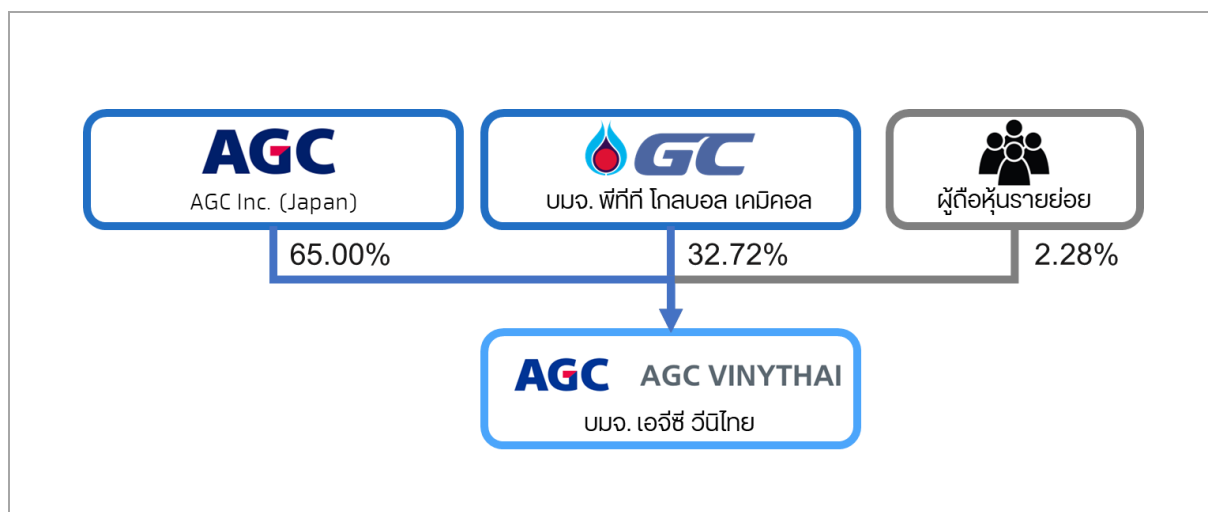 AGC
AGC Inc. (Japan)
GC
บมจ. พีทีที โกลบอล เคมิคอล
ผู้ถือหุ้นรายย่อย
65.00%
32.72%
2.28%
AGC AGC VINYTHAI
บมจ. เอจีซี วีนิไทย